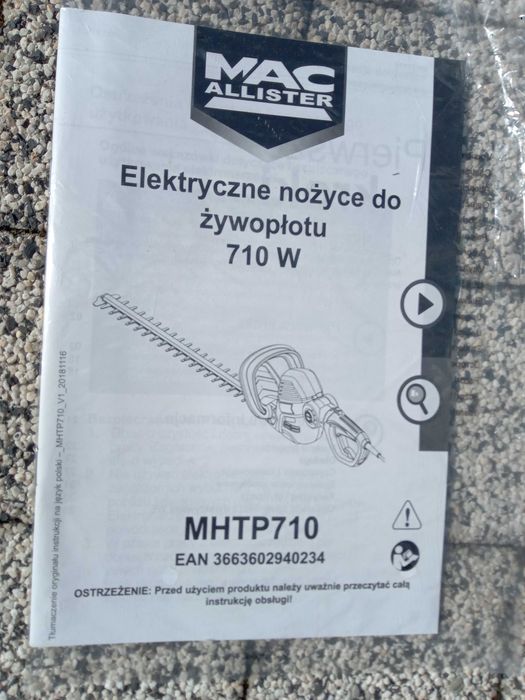 MAC
ALLISTER
Elektryczne nożyce do
żywopłotu
710 W
MHTP710
EAN 3663602940234
OSTRZEŻENIE: Przed użyciem produktu należy uważnie przeczytać całą
instrukcję obsługi!
Tłumaczenie oryginału instrukcji na język polski – _MHTP710_V1_20181116